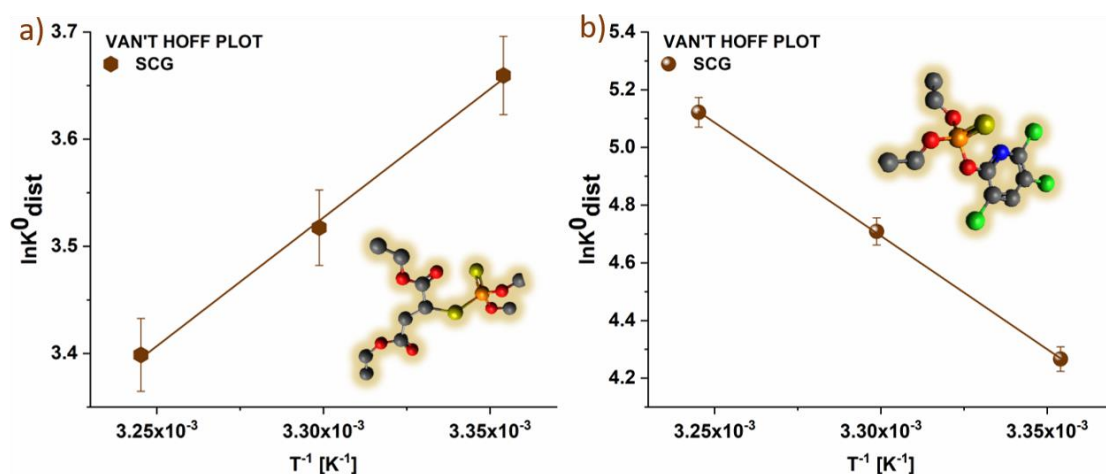 a)
VAN'T HOFF PLOT
SCG
3.7
3.6
3.5
3.4
lnK⁰dist
3.25x10⁻³
3.30x10⁻³
3.35x10⁻³
T⁻¹ [K⁻¹]
b)
VAN'T HOFF PLOT
SCG
5.4
5.2
5.0
4.8
4.6
4.4
4.2
lnK⁰dist
3.25x10⁻³
3.30x10⁻³
3.35x10⁻³
T⁻¹ [K⁻¹]